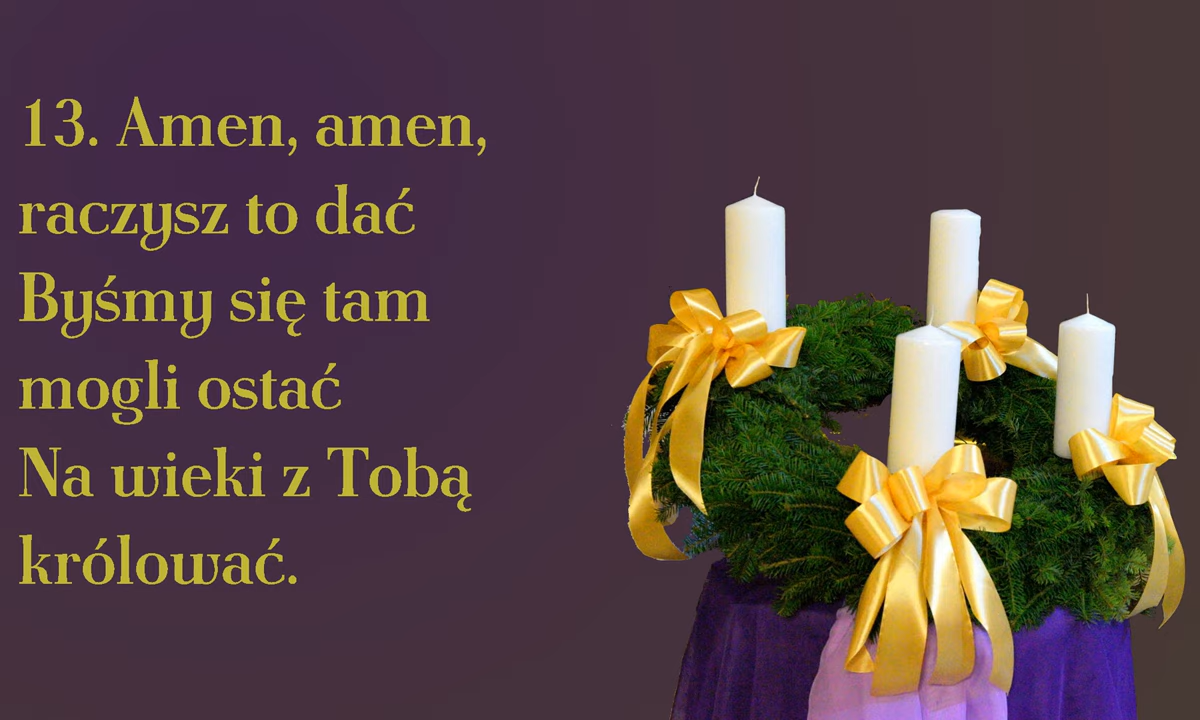 13. Amen, amen,
raczysz to dać
Byśmy się tam
mogli ostać
Na wieki z Tobą
królować.